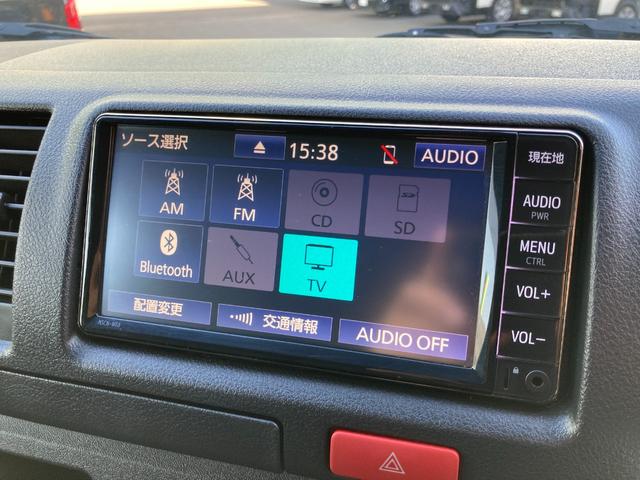 ソース選択
15:38
AUDIO
AM
FM
CD
SD
Bluetooth
AUX
TV
配置変更
交通情報
AUDIO OFF
現在地
AUDIO
PWR
MENU
CTRL
VOL+
VOL−